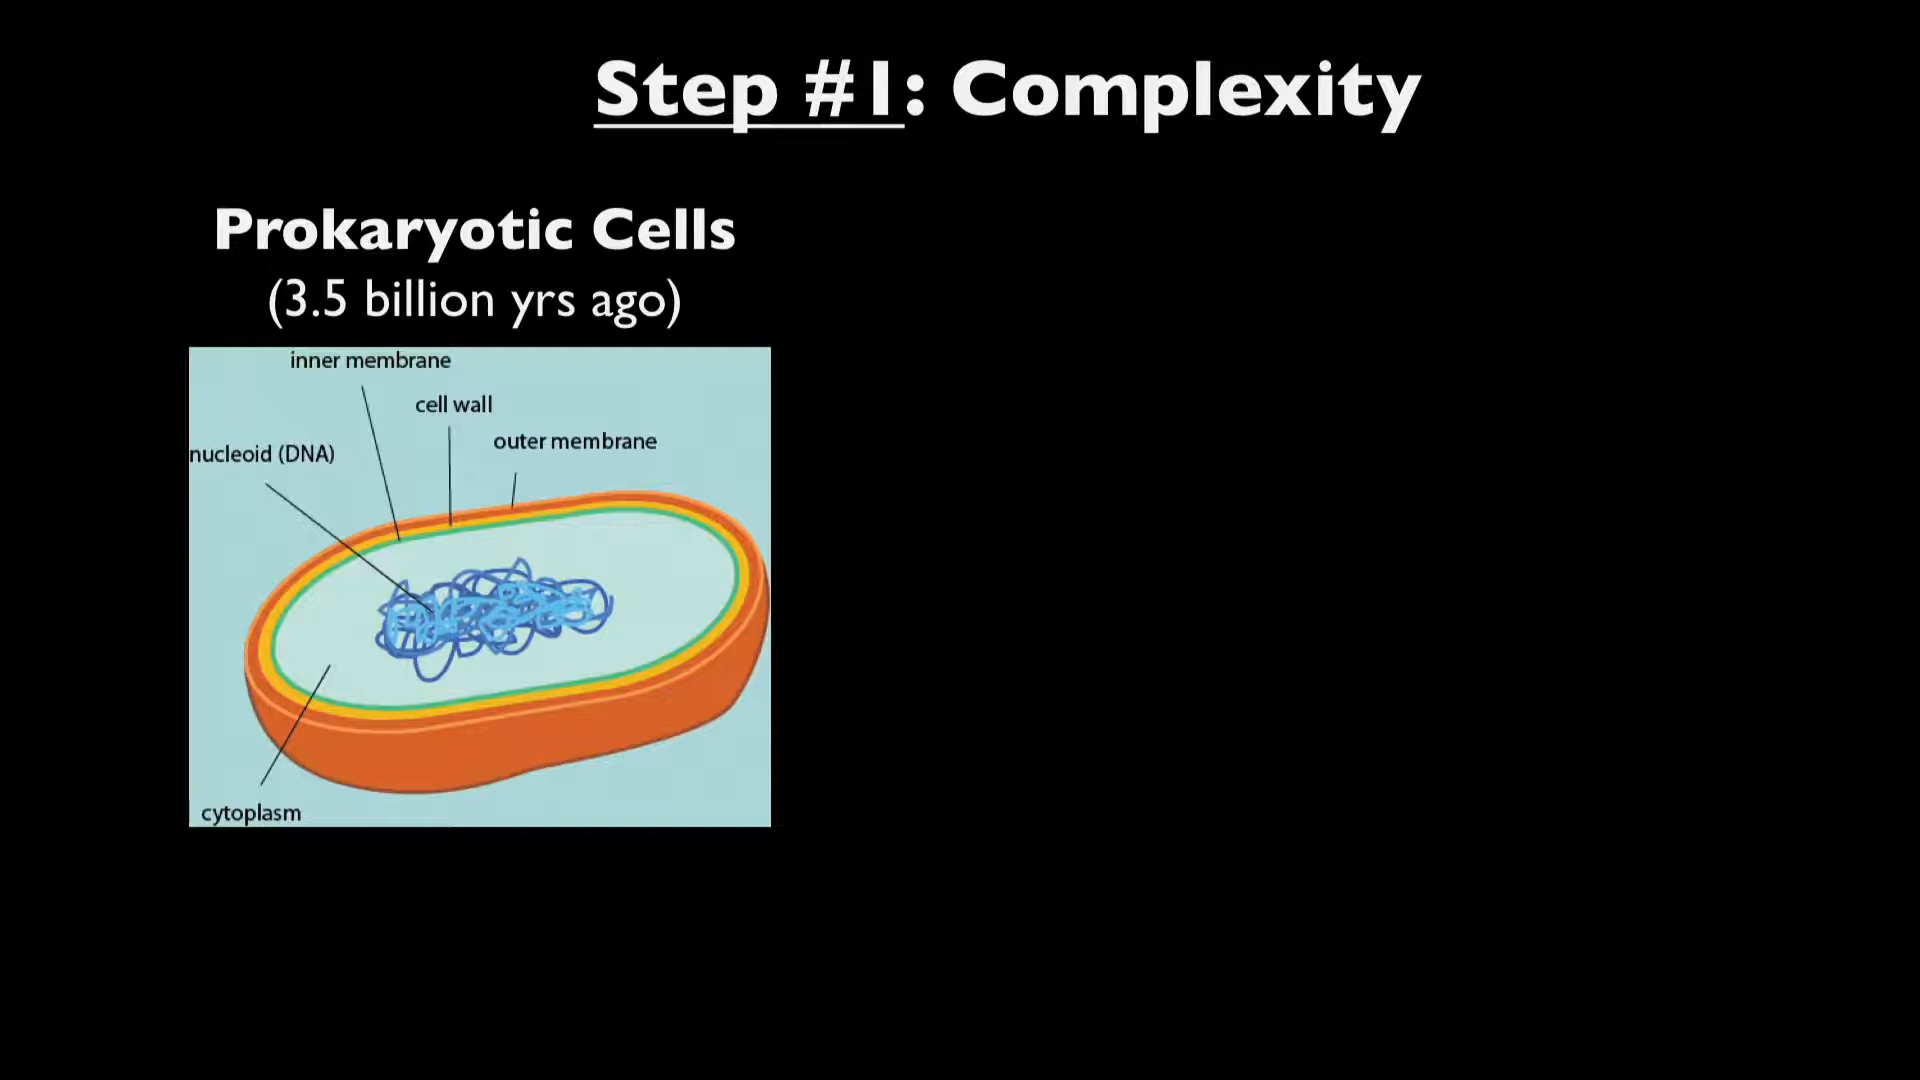 Step #1: Complexity
Prokaryotic Cells
(3.5 billion yrs ago)
inner membrane
cell wall
outer membrane
nucleoid (DNA)
cytoplasm